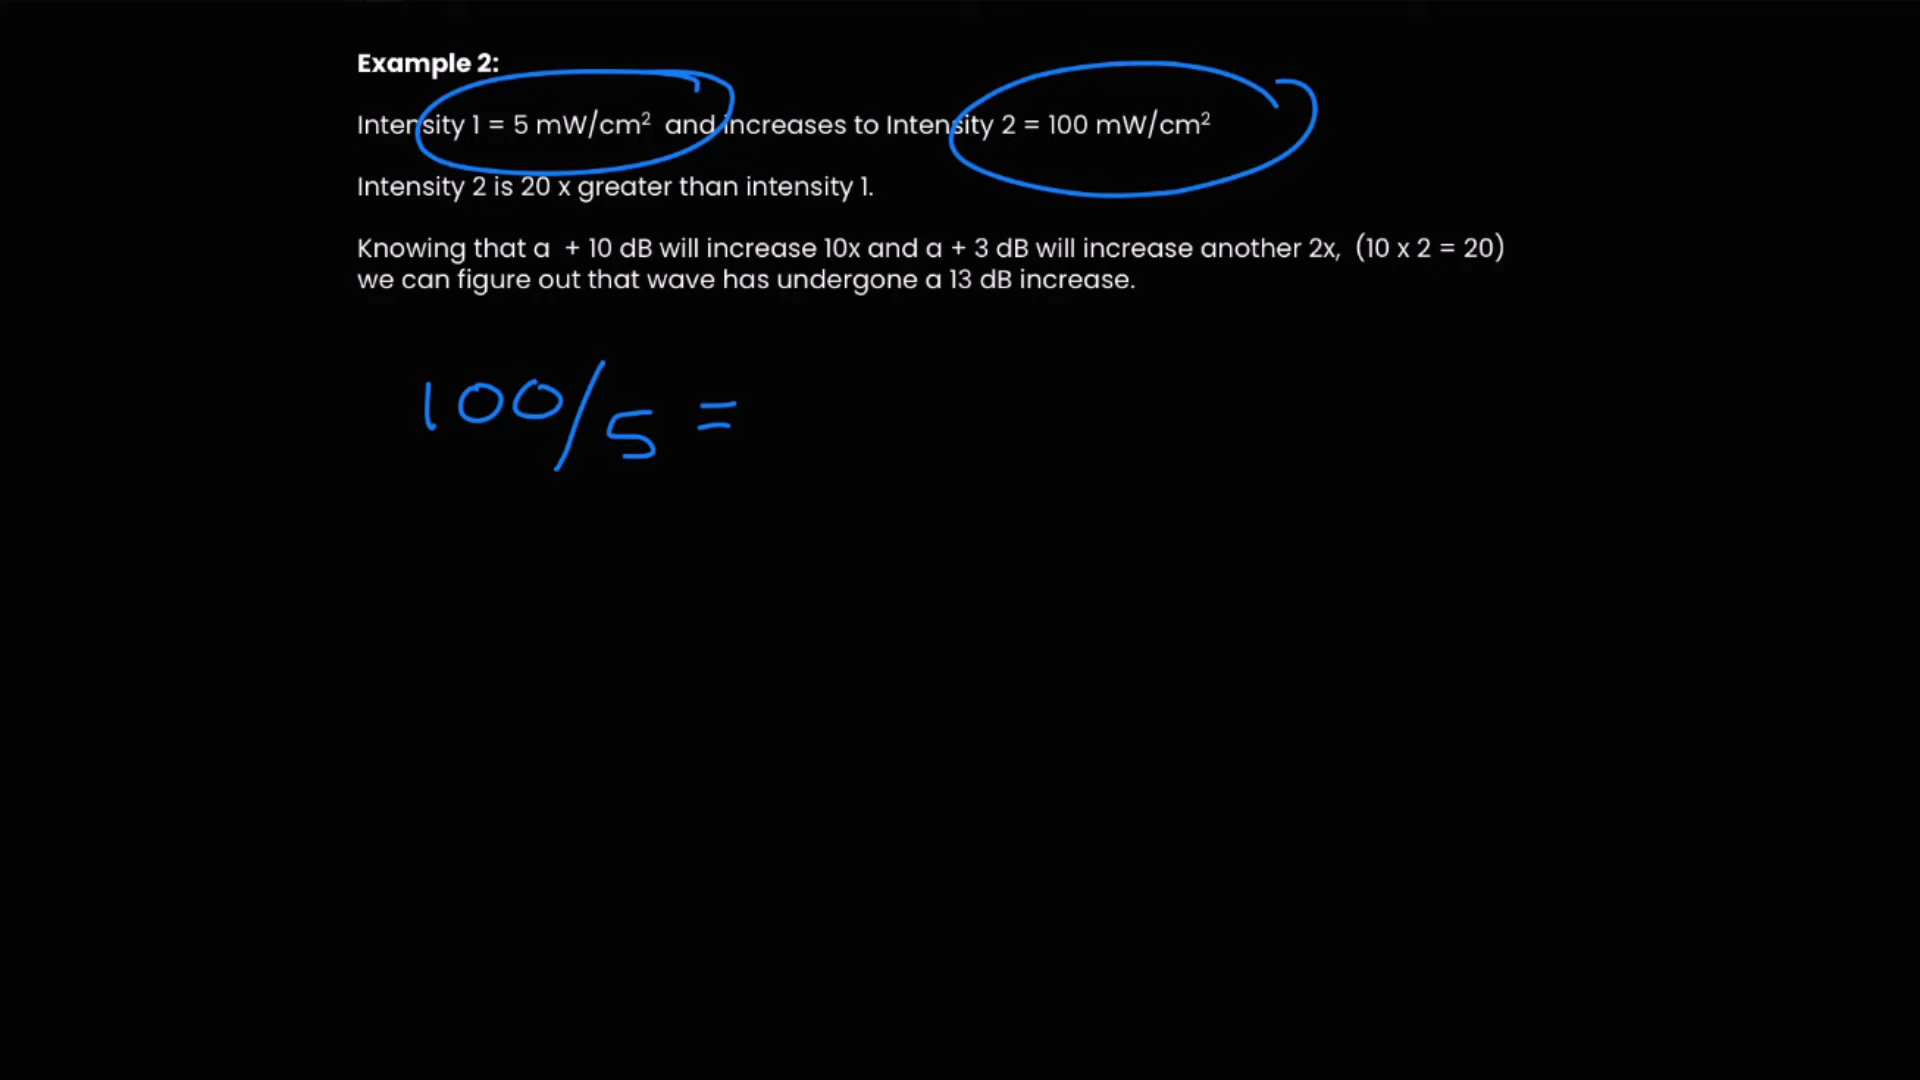 Example 2:
Intensity 1 = 5 mW/cm² and increases to Intensity 2 = 100 mW/cm²
Intensity 2 is 20 x greater than intensity 1.
Knowing that a + 10 dB will increase 10x and a + 3 dB will increase another 2x, (10 x 2 = 20)
we can figure out that wave has undergone a 13 dB increase.
100/5 =